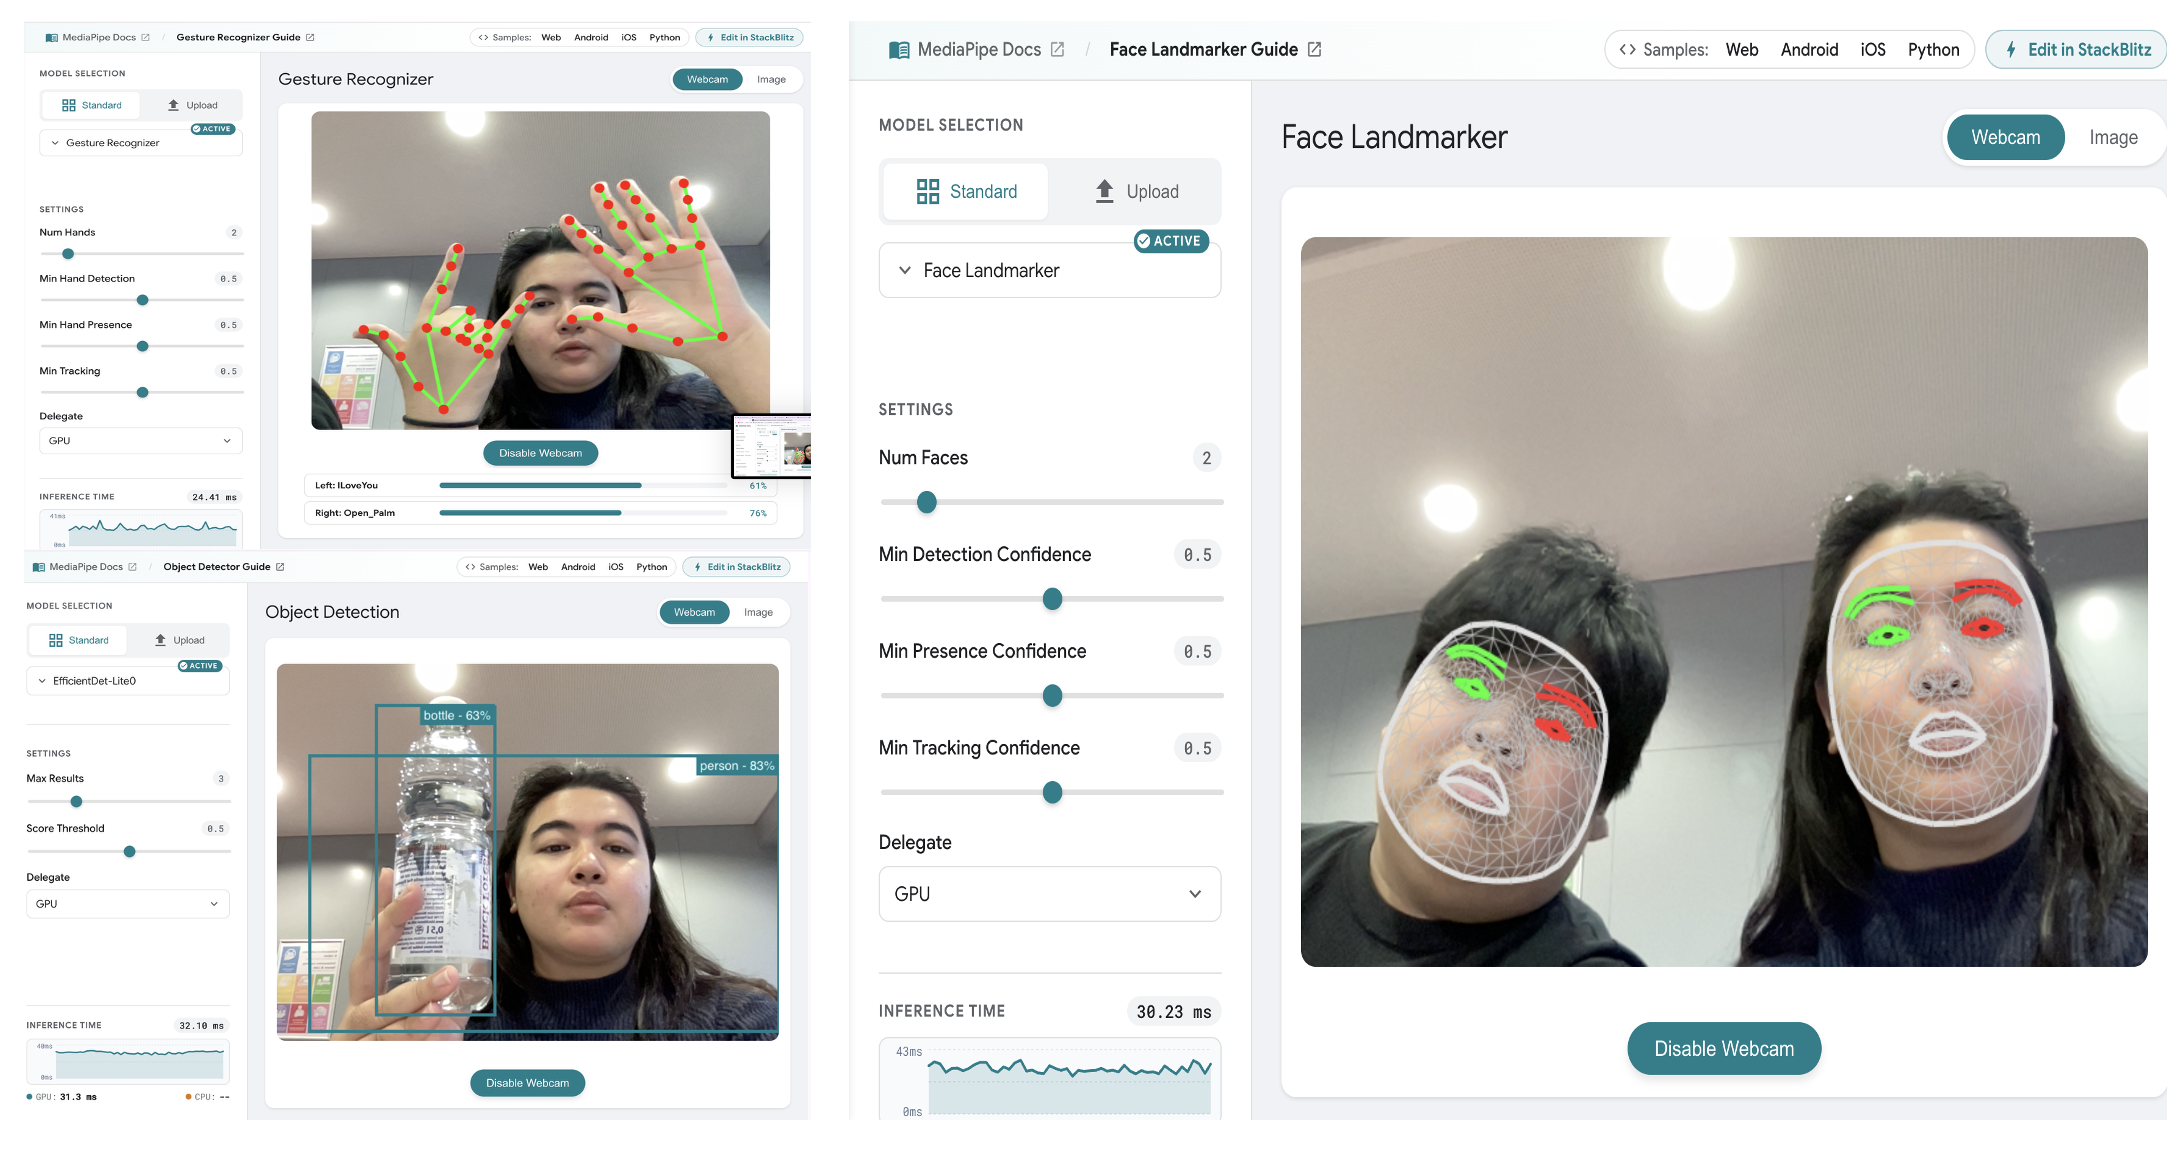 MediaPipe Docs / Gesture Recognizer Guide
<> Samples: Web Android iOS Python
Edit in StackBlitz
MODEL SELECTION
Standard Upload
ACTIVE
Gesture Recognizer
SETTINGS
Num Hands 2
Min Hand Detection 0.5
Min Hand Presence 0.5
Min Tracking 0.5
Delegate
GPU
INFERENCE TIME 24.41 ms
41ms
0ms
Gesture Recognizer
Webcam Image
Disable Webcam
Left: ILoveYou 61%
Right: Open_Palm 76%
MediaPipe Docs / Object Detector Guide
<> Samples: Web Android iOS Python
Edit in StackBlitz
MODEL SELECTION
Standard Upload
ACTIVE
EfficientDet-Lite0
SETTINGS
Max Results 3
Score Threshold 0.5
Delegate
GPU
INFERENCE TIME 32.10 ms
40ms
0ms
GPU: 31.3 ms CPU: --
Object Detection
Webcam Image
bottle - 63%
person - 83%
0,5l
Disable Webcam
MediaPipe Docs / Face Landmarker Guide
<> Samples: Web Android iOS Python
Edit in StackBlitz
MODEL SELECTION
Standard Upload
ACTIVE
Face Landmarker
SETTINGS
Num Faces 2
Min Detection Confidence 0.5
Min Presence Confidence 0.5
Min Tracking Confidence 0.5
Delegate
GPU
INFERENCE TIME 30.23 ms
43ms
0ms
Face Landmarker
Webcam Image
Disable Webcam